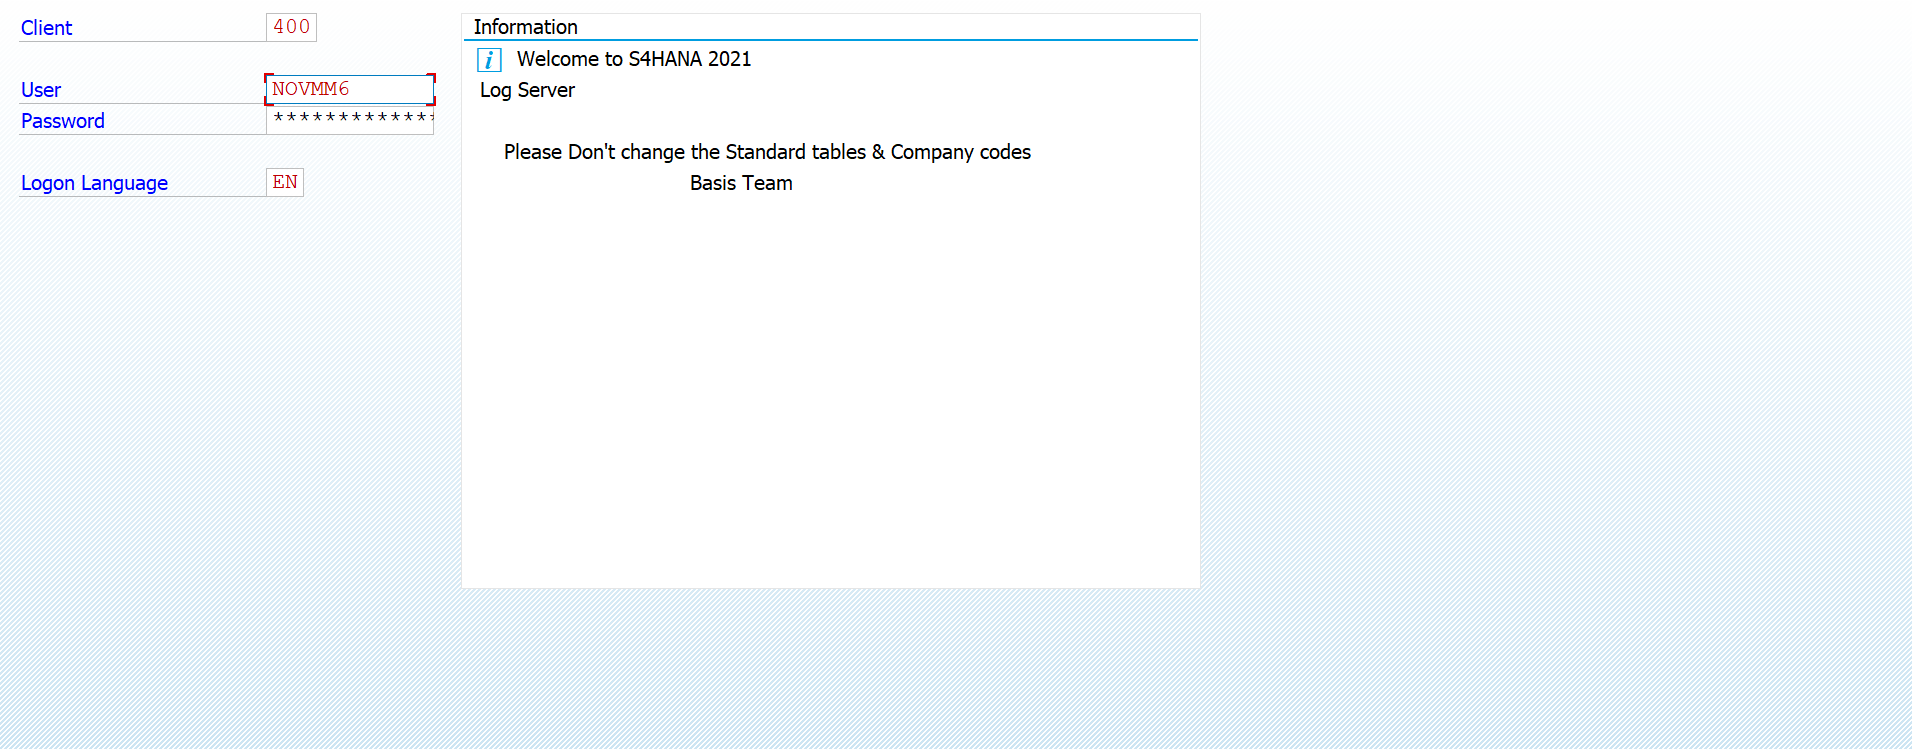 Client 400
User NOVMM6
Password *************
Logon Language EN
Information
i Welcome to S4HANA 2021
Log Server
Please Don't change the Standard tables & Company codes
Basis Team